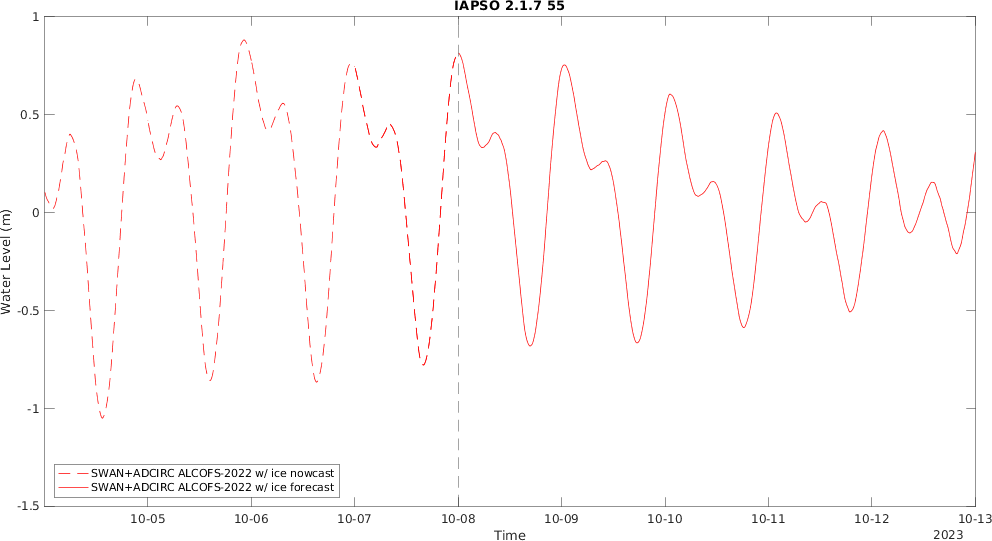 IAPSO 2.1.7 55
1
0.5
0
-0.5
-1
-1.5
Water Level (m)
SWAN+ADCIRC ALCOFS-2022 w/ ice nowcast
SWAN+ADCIRC ALCOFS-2022 w/ ice forecast
10-05 10-06 10-07 10-08 10-09 10-10 10-11 10-12 10-13
Time
2023